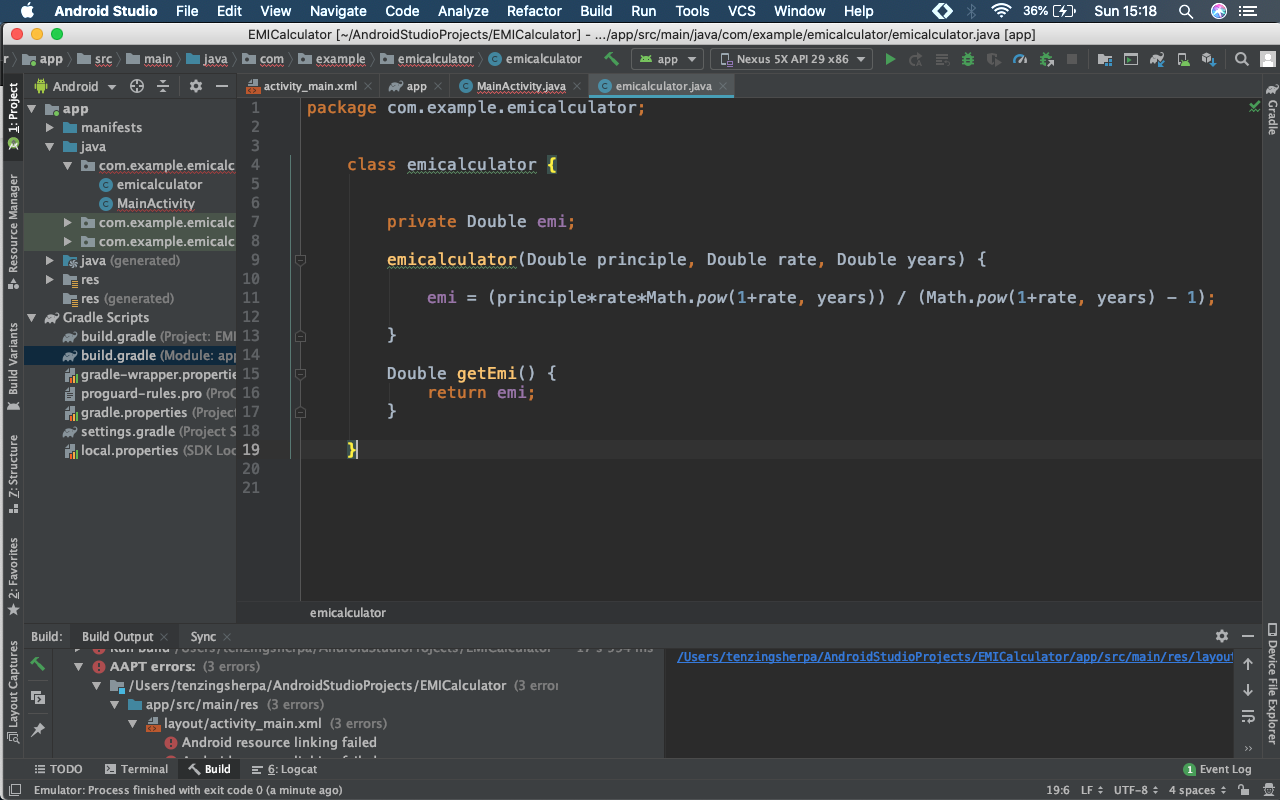 Android Studio File Edit View Navigate Code Analyze Refactor Build Run Tools VCS Window Help 36% Sun 15:18
EMICalculator [~/AndroidStudioProjects/EMICalculator] - .../app/src/main/java/com/example/emicalculator/emicalculator.java [app]
r app src main java com example emicalculator emicalculator app Nexus 5X API 29 x86
Android activity_main.xml app MainActivity.java emicalculator.java
1: Project
Resource Manager
Build Variants
7: Structure
2: Favorites
Layout Captures
app
manifests
java
com.example.emicalc
emicalculator
MainActivity
com.example.emicalc
com.example.emicalc
java (generated)
res
res (generated)
Gradle Scripts
build.gradle (Project: EMI
build.gradle (Module: app
gradle-wrapper.propertie
proguard-rules.pro (ProG
gradle.properties (Project
settings.gradle (Project S
local.properties (SDK Loc
1 package com.example.emicalculator;
2
3
4 class emicalculator {
5
6
7 private Double emi;
8
9 emicalculator(Double principle, Double rate, Double years) {
10
11 emi = (principle*rate*Math.pow(1+rate, years)) / (Math.pow(1+rate, years) - 1);
12
13 }
14
15 Double getEmi() {
16 return emi;
17 }
18
19 }
20
21
emicalculator
Gradle
Device File Explorer
Build: Build Output Sync
AAPT errors: (3 errors)
/Users/tenzingsherpa/AndroidStudioProjects/EMICalculator (3 error
app/src/main/res (3 errors)
layout/activity_main.xml (3 errors)
Android resource linking failed
/Users/tenzingsherpa/AndroidStudioProjects/EMICalculator/app/src/main/res/layout
TODO Terminal Build 6: Logcat 1 Event Log
Emulator: Process finished with exit code 0 (a minute ago) 19:6 LF UTF-8 4 spaces